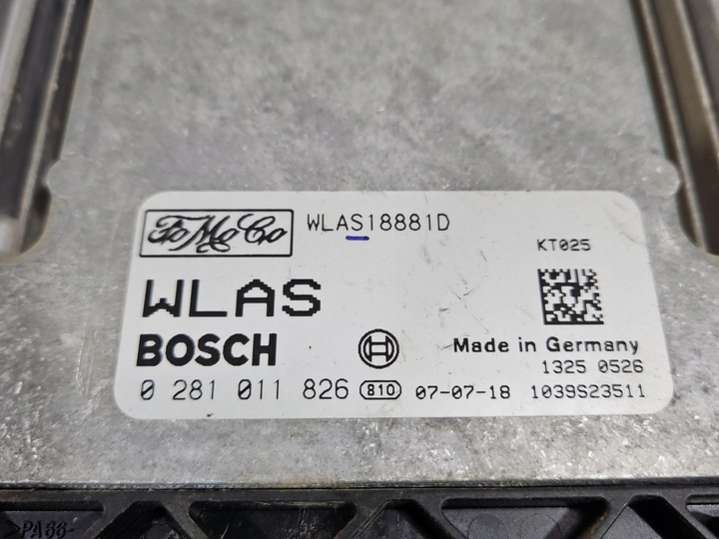 FoMoCo WLAS18881D
KT025
WLAS
BOSCH
Made in Germany
1325 0526
0 281 011 826 810 07-07-18 1039S23511
>PA66-